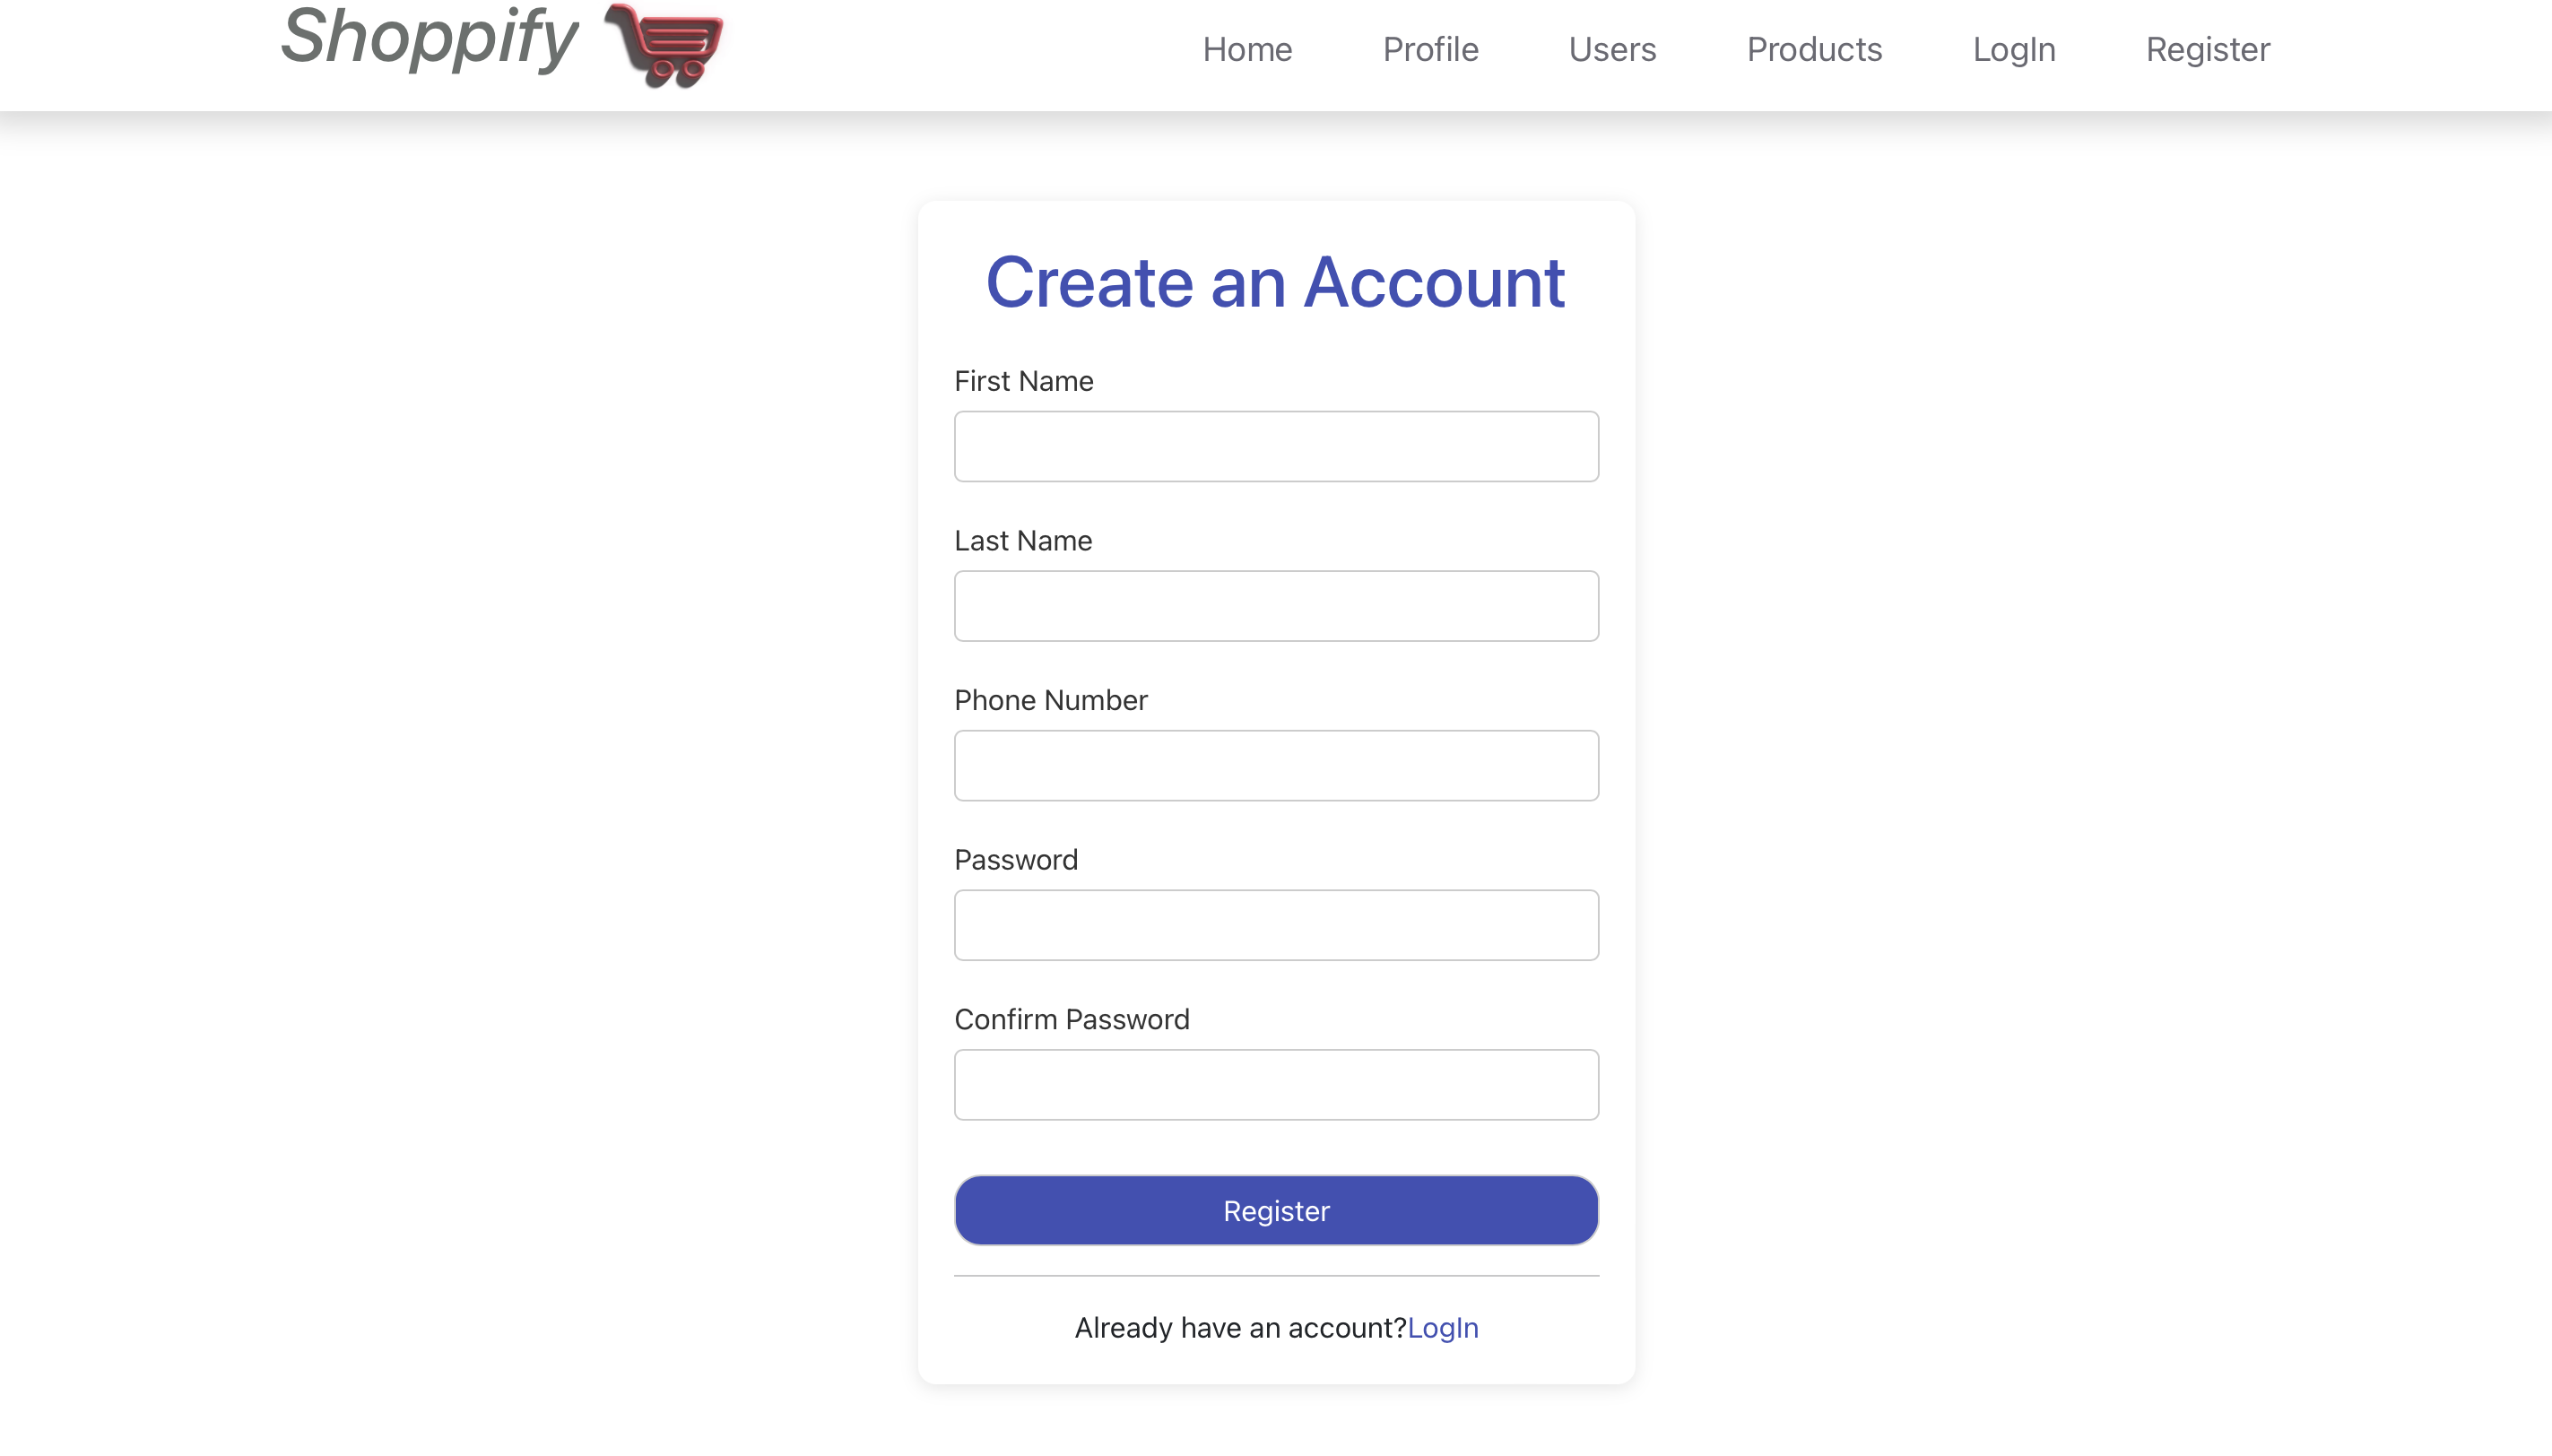 Shoppify
Home Profile Users Products LogIn Register
Create an Account
First Name
Last Name
Phone Number
Password
Confirm Password
Register
Already have an account?LogIn